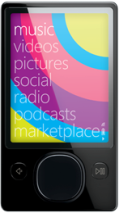 music
videos
pictures
social
radio
podcasts
marketplace